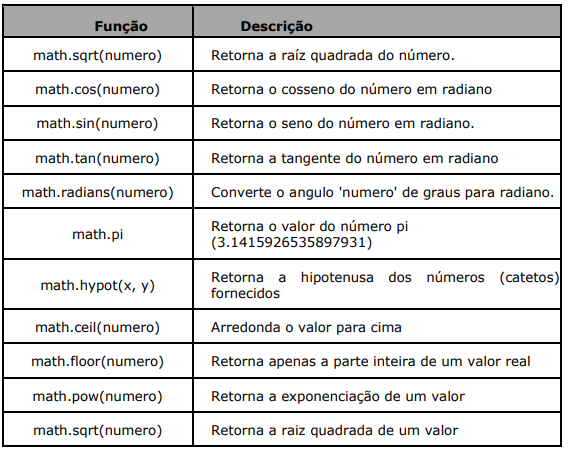 Função Descrição
math.sqrt(numero) Retorna a raíz quadrada do número.
math.cos(numero) Retorna o cosseno do número em radiano
math.sin(numero) Retorna o seno do número em radiano.
math.tan(numero) Retorna a tangente do número em radiano
math.radians(numero) Converte o angulo 'numero' de graus para radiano.
math.pi Retorna o valor do número pi
(3.1415926535897931)
math.hypot(x, y) Retorna a hipotenusa dos números (catetos)
fornecidos
math.ceil(numero) Arredonda o valor para cima
math.floor(numero) Retorna apenas a parte inteira de um valor real
math.pow(numero) Retorna a exponenciação de um valor
math.sqrt(numero) Retorna a raiz quadrada de um valor